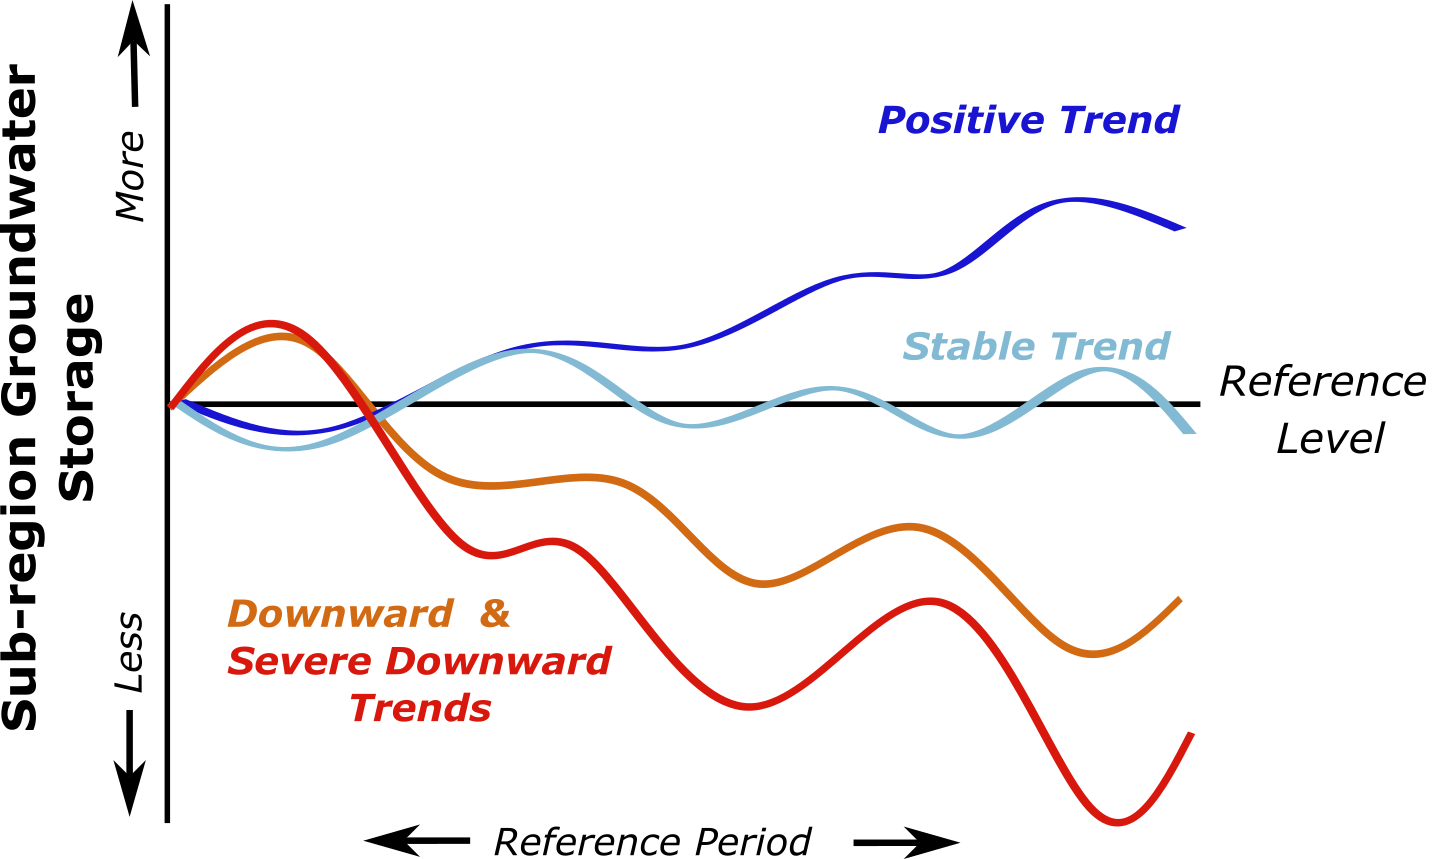 Sub-region Groundwater
Storage
More
Less
Positive Trend
Stable Trend
Reference
Level
Downward &
Severe Downward
Trends
Reference Period